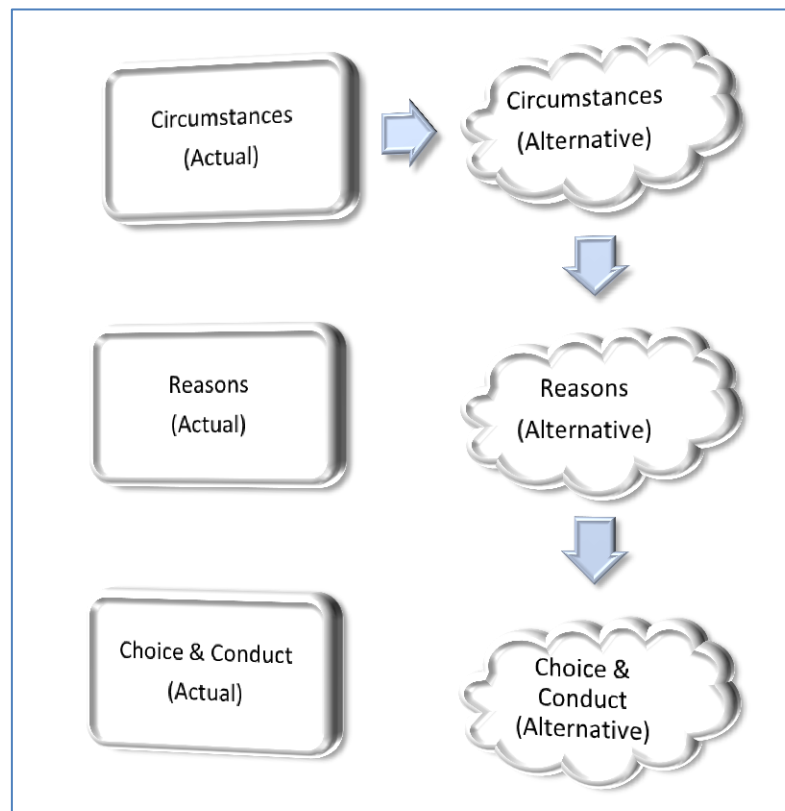 Circumstances
(Actual)
Circumstances
(Alternative)
Reasons
(Actual)
Reasons
(Alternative)
Choice & Conduct
(Actual)
Choice &
Conduct
(Alternative)